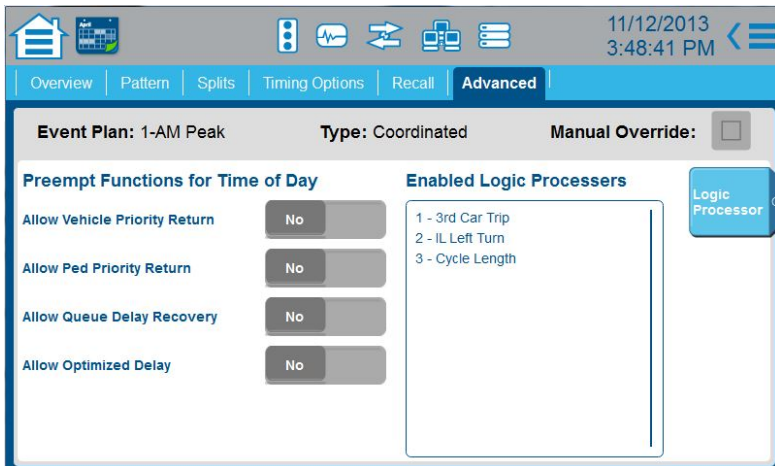 April
11/12/2013
3:48:41 PM
Overview Pattern Splits Timing Options Recall Advanced
Event Plan: 1-AM Peak Type: Coordinated Manual Override:
Preempt Functions for Time of Day
Allow Vehicle Priority Return No
Allow Ped Priority Return No
Allow Queue Delay Recovery No
Allow Optimized Delay No
Enabled Logic Processers
1 - 3rd Car Trip
2 - IL Left Turn
3 - Cycle Length
Logic
Processor